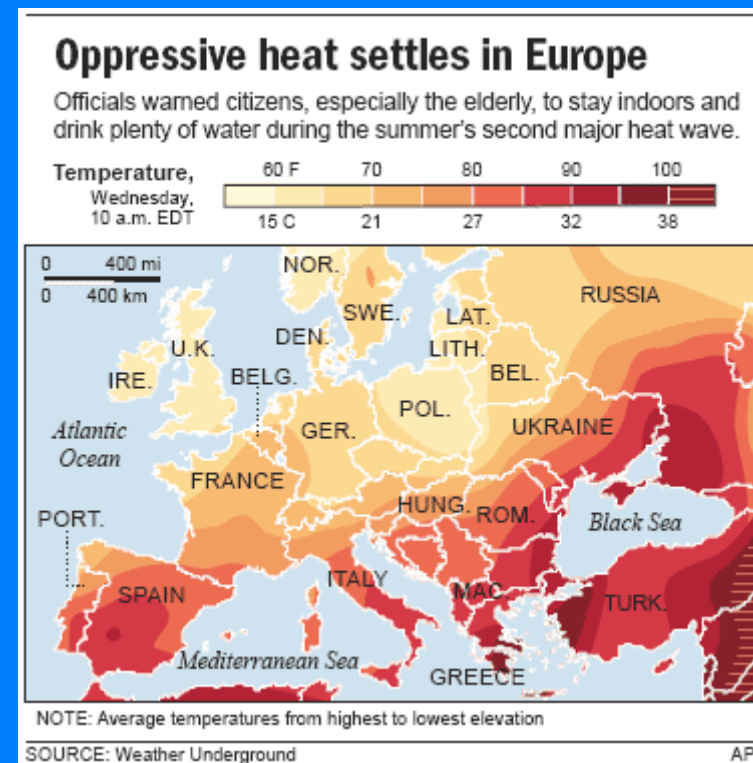 Oppressive heat settles in Europe
Officials warned citizens, especially the elderly, to stay indoors and
drink plenty of water during the summer's second major heat wave.
Temperature,
Wednesday,
10 a.m. EDT
60 F 70 80 90 100
15 C 21 27 32 38
0 400 mi
0 400 km
NOR.
RUSSIA
SWE.
LAT.
DEN.
U.K.
LITH.
IRE.
BELG.
BEL.
POL.
GER.
UKRAINE
Atlantic
Ocean
FRANCE
HUNG.
ROM.
PORT.
Black Sea
ITALY
SPAIN
MAC.
TURK.
Mediterranean Sea
GREECE
NOTE: Average temperatures from highest to lowest elevation
SOURCE: Weather Underground
AP